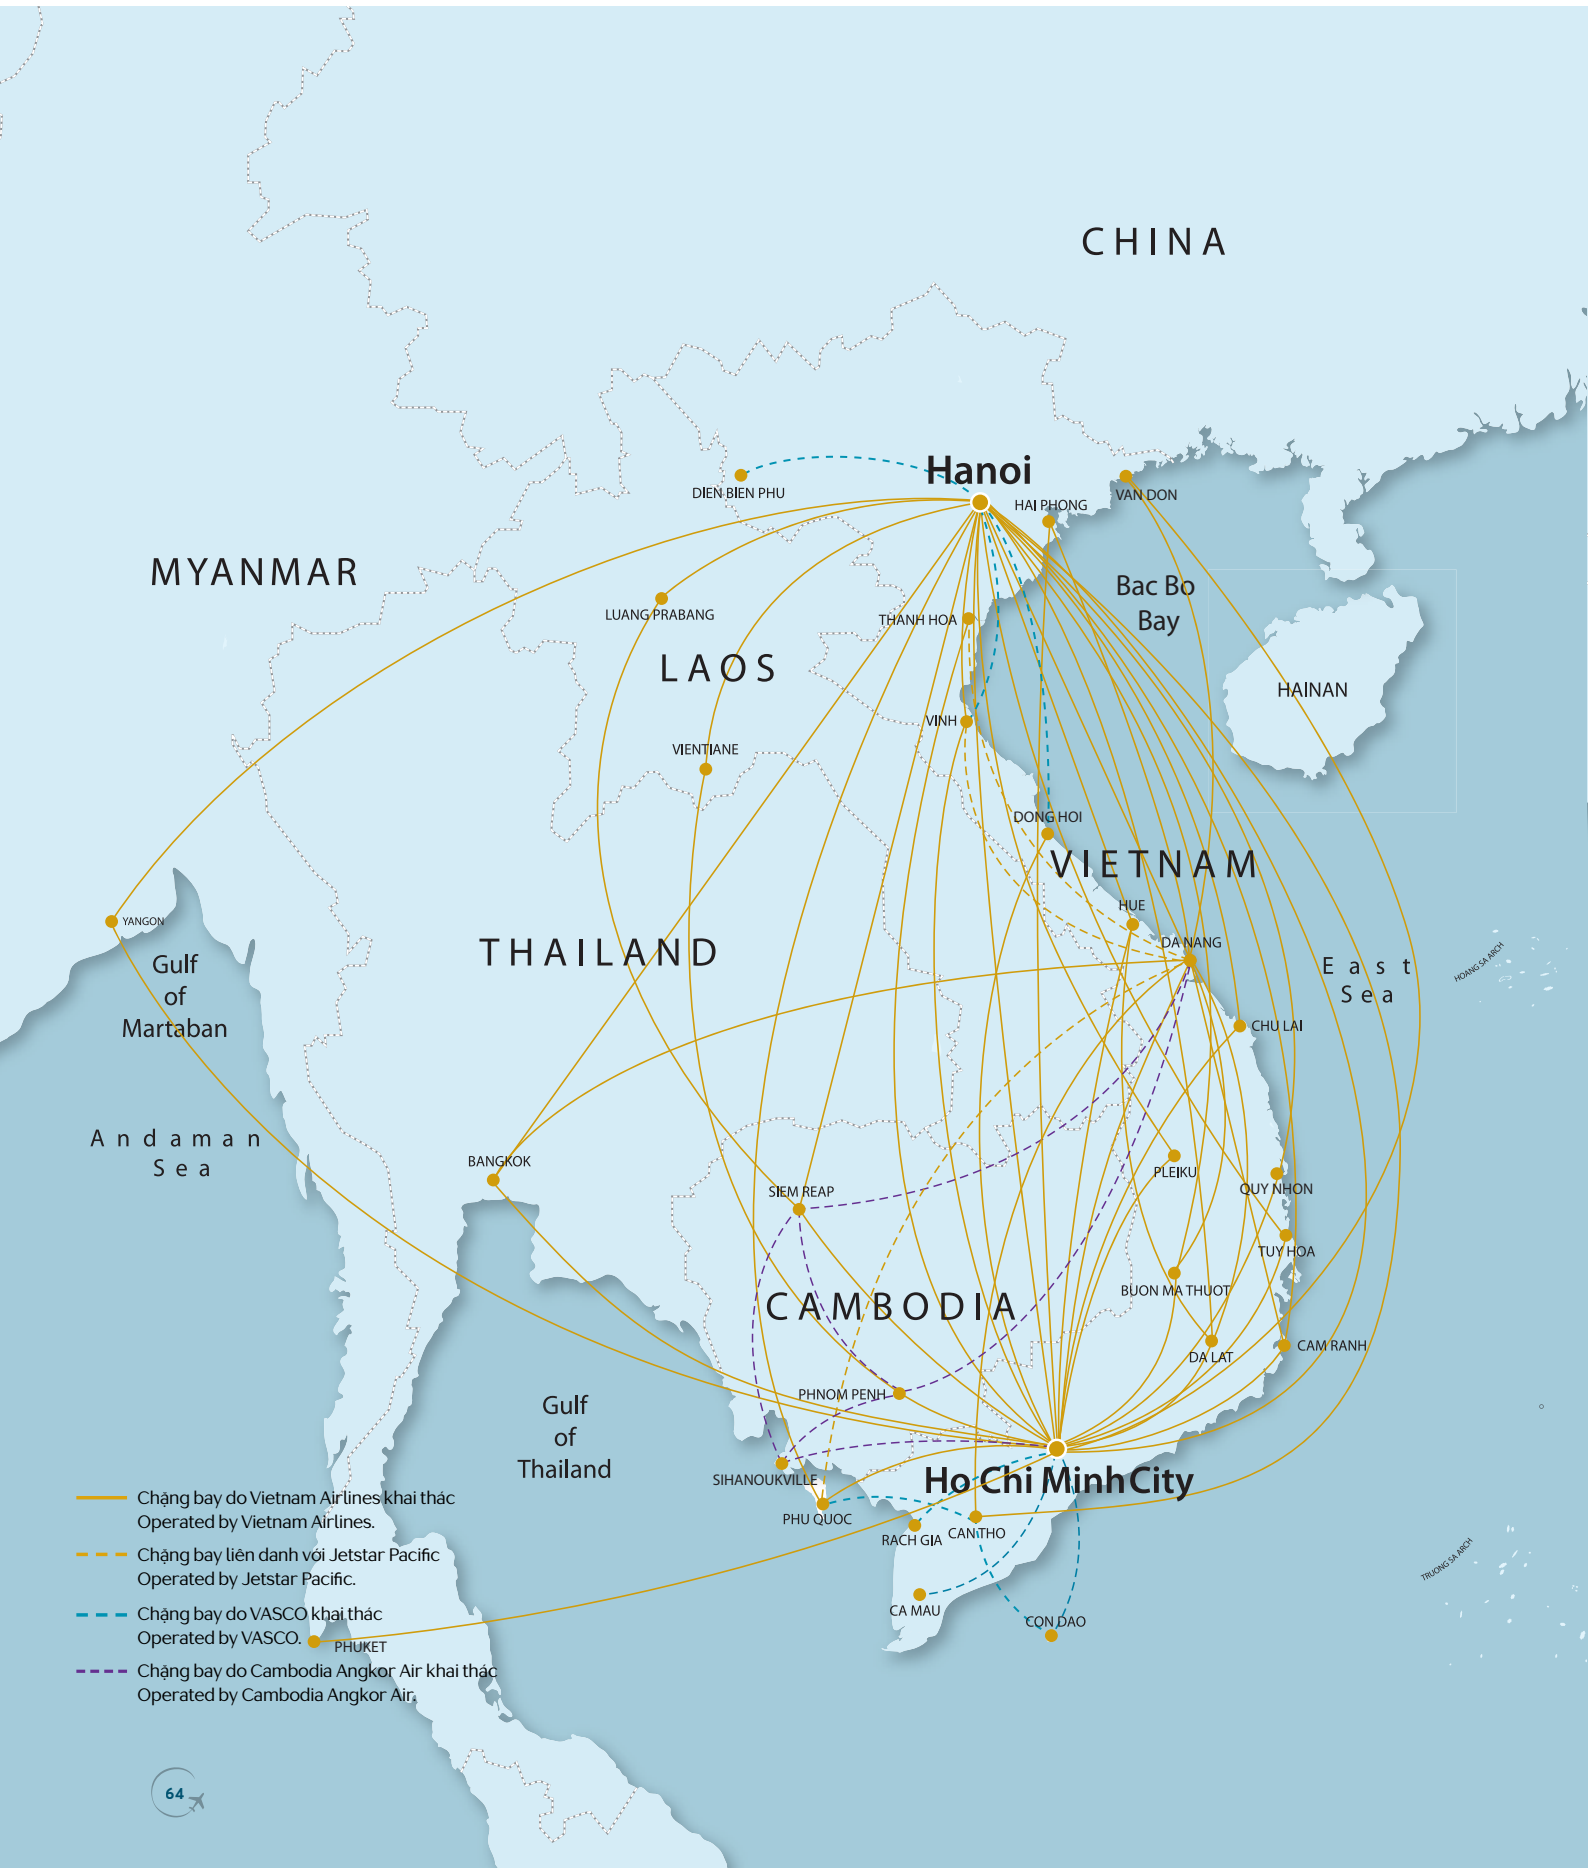 CHINA
Hanoi
DIEN BIEN PHU
HAI PHONG
VAN DON
MYANMAR
Bac Bo
Bay
LUANG PRABANG
THANH HOA
LAOS
HAINAN
VINH
VIENTIANE
DONG HOI
VIETNAM
HUE
YANGON
THAILAND
DA NANG
Gulf
of
Martaban
East
Sea
HOANG SA ARCH
CHU LAI
Andaman
Sea
BANGKOK
PLEIKU
SIEM REAP
QUY NHON
TUY HOA
BUON MA THUOT
CAMBODIA
CAM RANH
DA LAT
PHNOM PENH
Gulf
of
Thailand
SIHANOUKVILLE
Ho Chi Minh City
PHU QUOC
RACH GIA
CAN THO
TRUONG SA ARCH
CA MAU
CON DAO
PHUKET
Chặng bay do Vietnam Airlines khai thác
Operated by Vietnam Airlines.
Chặng bay liên danh với Jetstar Pacific
Operated by Jetstar Pacific.
Chặng bay do VASCO khai thác
Operated by VASCO.
Chặng bay do Cambodia Angkor Air khai thác
Operated by Cambodia Angkor Air.
64